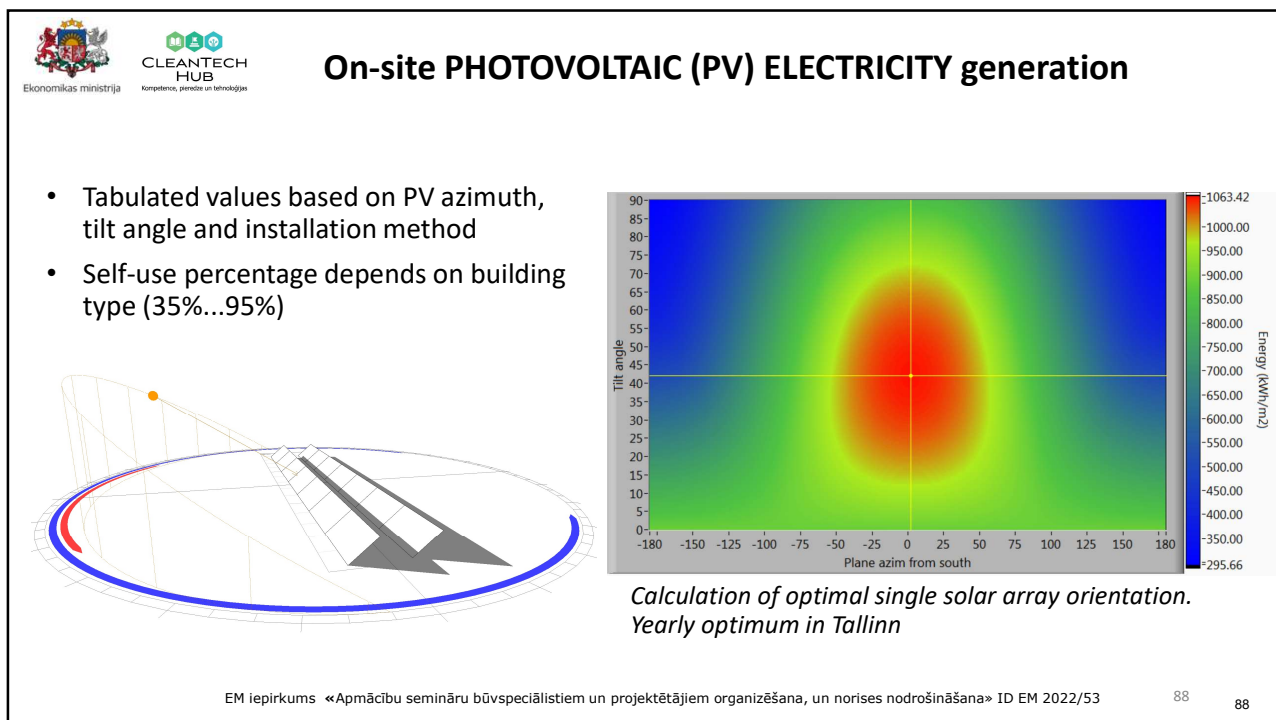 Ekonomikas ministrija
CLEANTECH
HUB
Kompetence, pieredze un tehnoloģijas
On-site PHOTOVOLTAIC (PV) ELECTRICITY generation
• Tabulated values based on PV azimuth,
tilt angle and installation method
• Self-use percentage depends on building
type (35%...95%)
90
85
80
75
70
65
60
55
50
45
40
35
30
25
20
15
10
5
0
Tilt angle
-180 -150 -125 -100 -75 -50 -25 0 25 50 75 100 125 150 180
Plane azim from south
1063.42
1000.00
950.00
900.00
850.00
800.00
750.00
700.00
650.00
600.00
550.00
500.00
450.00
400.00
350.00
295.66
Energy (kWh/m2)
Calculation of optimal single solar array orientation.
Yearly optimum in Tallinn
EM iepirkums «Apmācību semināru būvspeciālistiem un projektētājiem organizēšana, un norises nodrošināšana» ID EM 2022/53
88
88